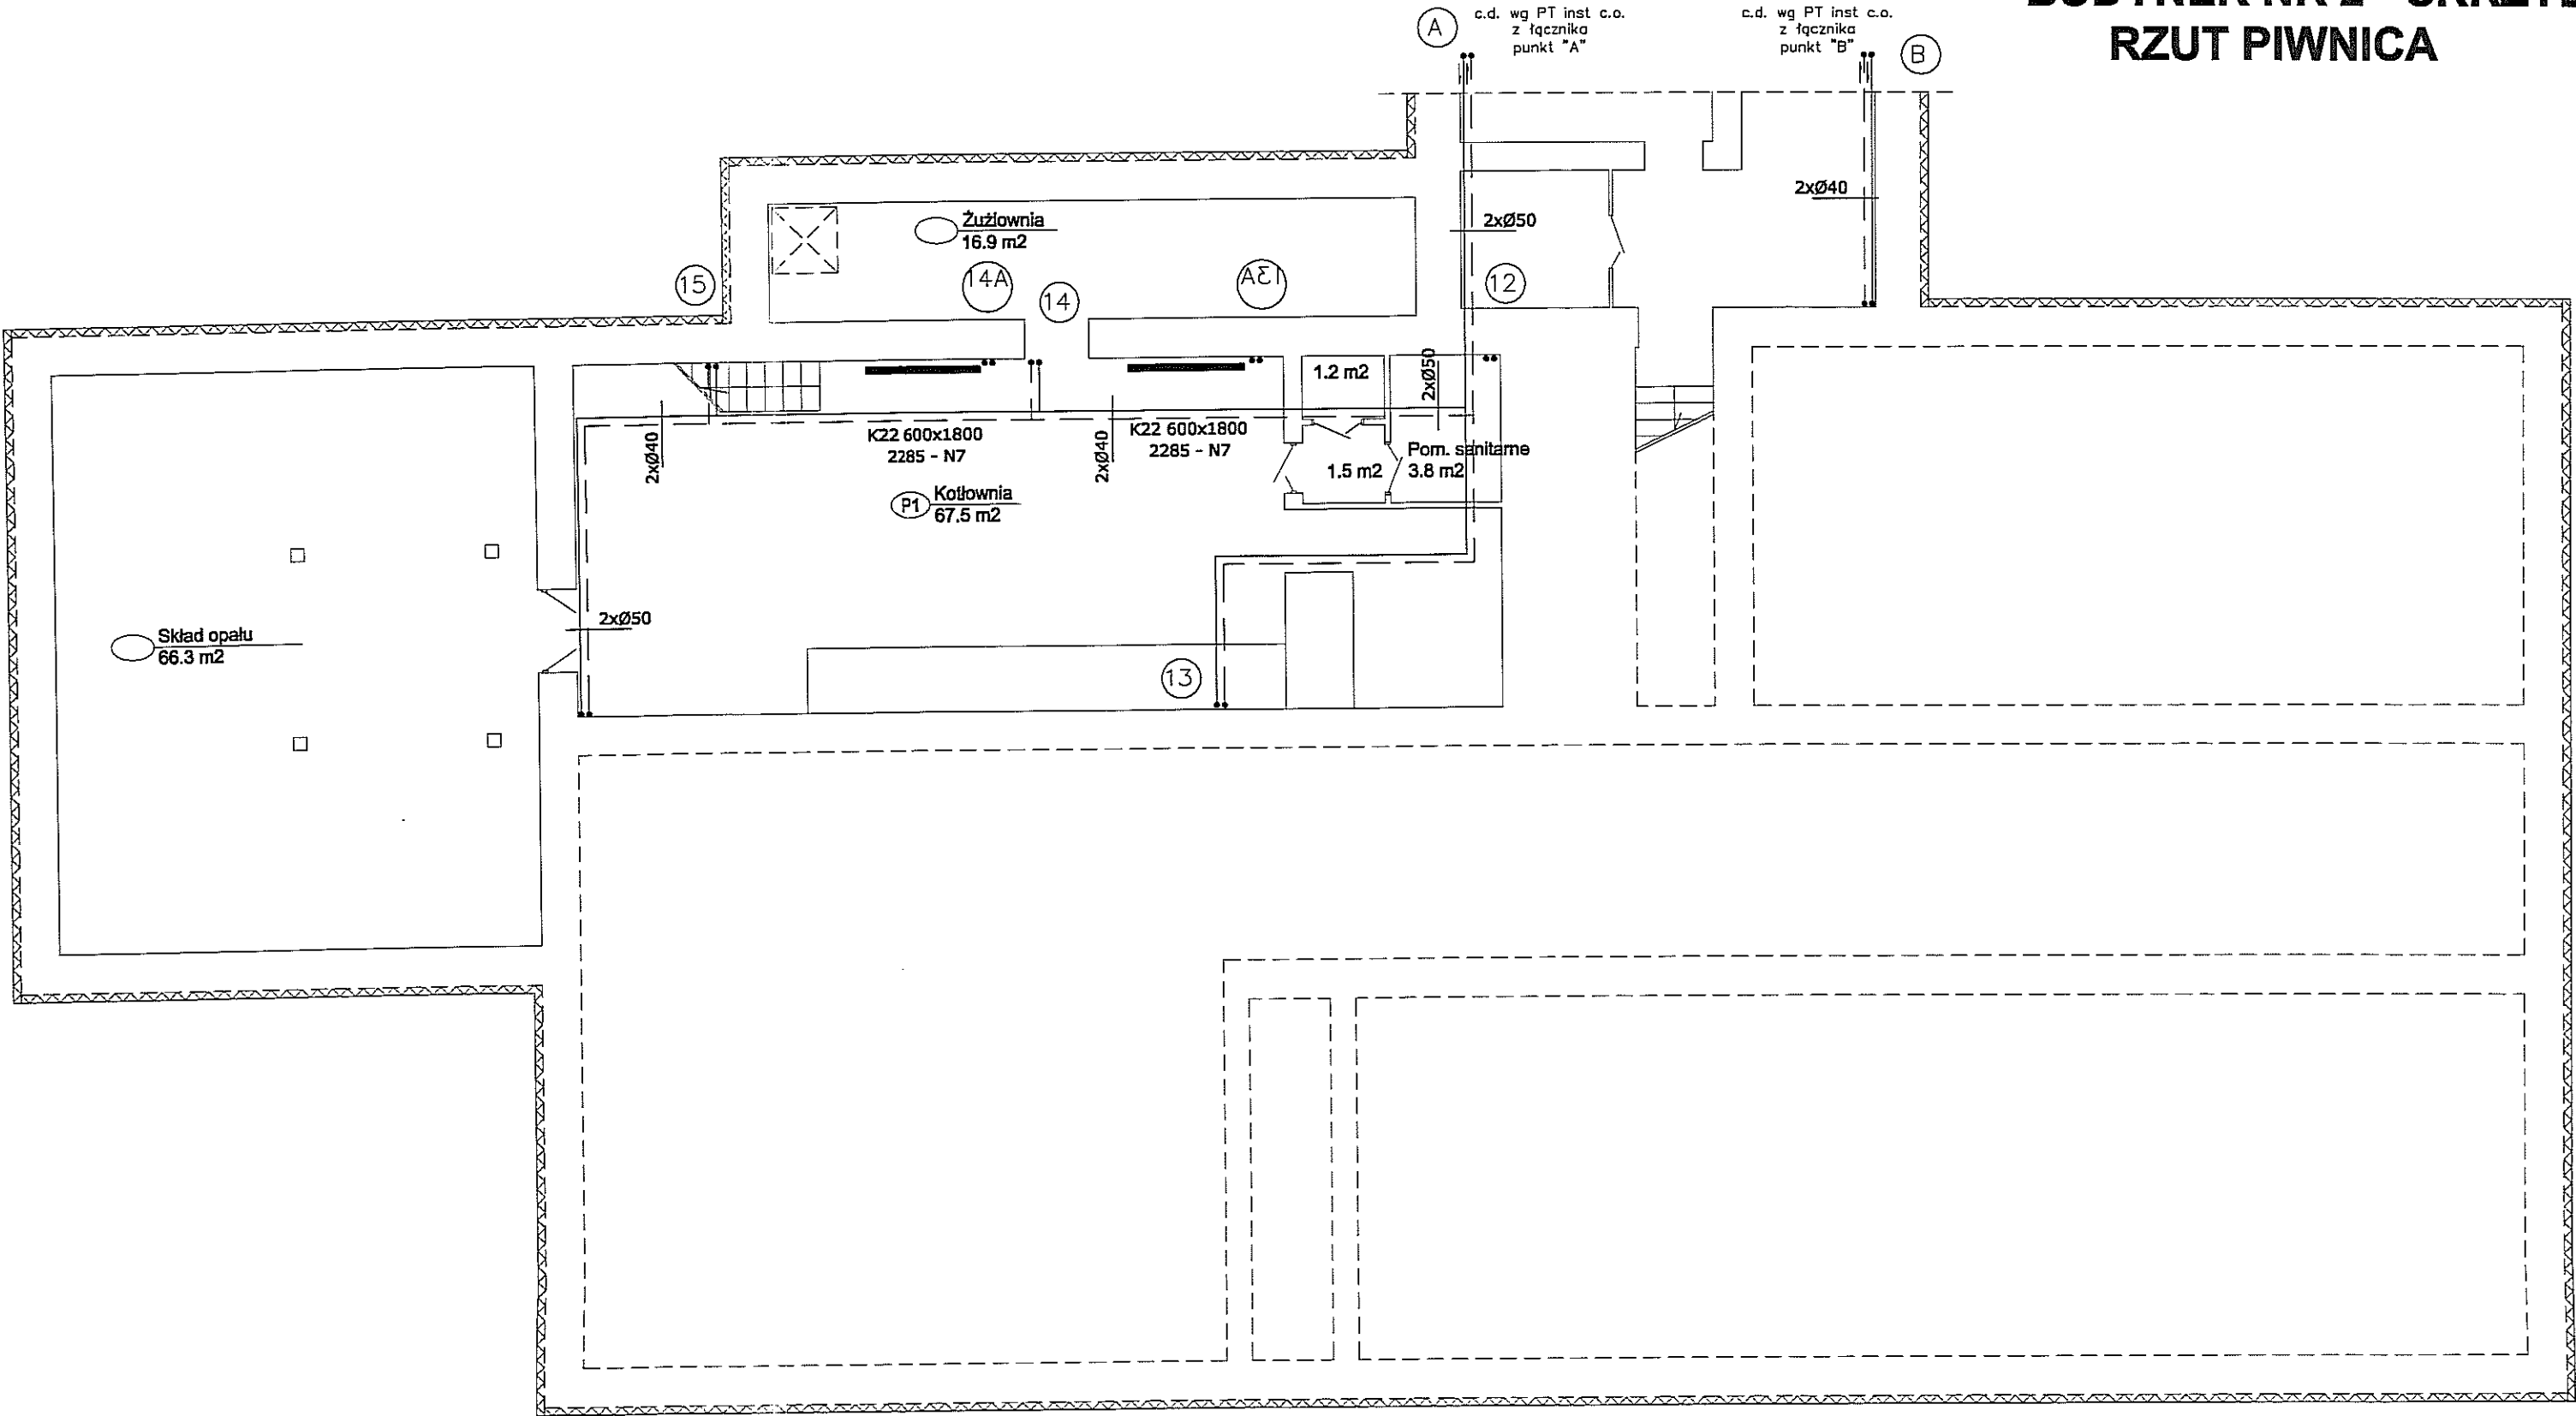 RZUT PIWNICA
A
c.d. wg PT inst c.o.
z łącznika
punkt "A"
c.d. wg PT inst c.o.
z łącznika
punkt "B"
B
2xØ40
2xØ50
Żużlownia
16.9 m2
15
14A
14
13A
12
2xØ50
1.2 m2
2xØ40
K22 600x1800
2285 - N7
2xØ40
K22 600x1800
2285 - N7
1.5 m2
Pom. sanitarne
3.8 m2
P1
Kotłownia
67.5 m2
2xØ50
Skład opału
66.3 m2
13